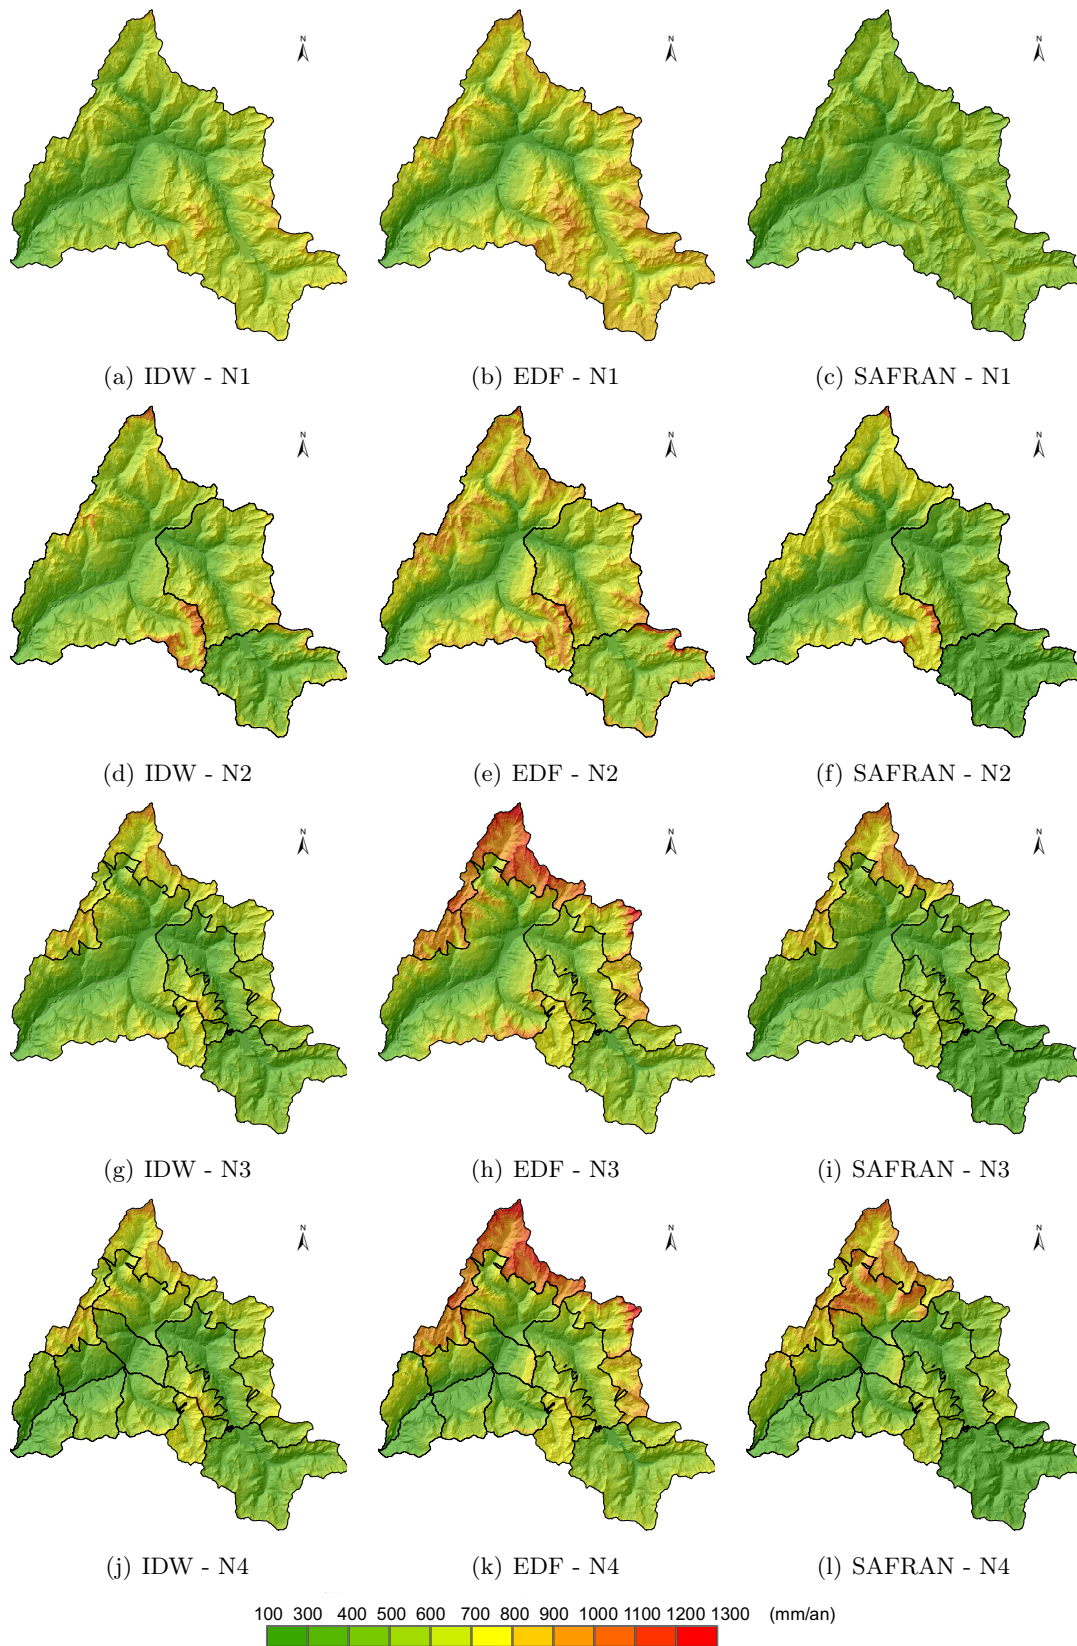 N N N
(a) IDW - N1 (b) EDF - N1 (c) SAFRAN - N1
N N N
(d) IDW - N2 (e) EDF - N2 (f) SAFRAN - N2
N N N
(g) IDW - N3 (h) EDF - N3 (i) SAFRAN - N3
N N N
(j) IDW - N4 (k) EDF - N4 (l) SAFRAN - N4
100 300 400 500 600 700 800 900 1000 1100 1200 1300 (mm/an)